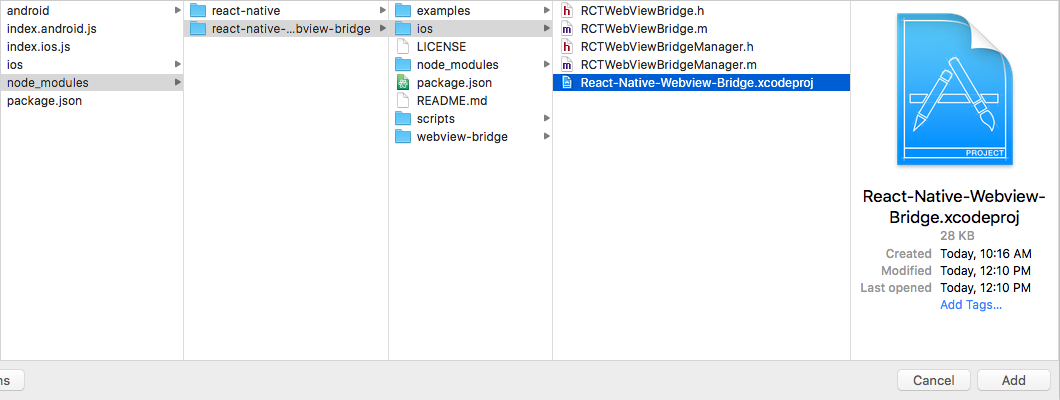 android
index.android.js
index.ios.js
ios
node_modules
package.json
react-native
react-native-...bview-bridge
examples
ios
LICENSE
node_modules
package.json
README.md
scripts
webview-bridge
RCTWebViewBridge.h
RCTWebViewBridge.m
RCTWebViewBridgeManager.h
RCTWebViewBridgeManager.m
React-Native-Webview-Bridge.xcodeproj
PROJECT
React-Native-Webview-
Bridge.xcodeproj
28 KB
Created Today, 10:16 AM
Modified Today, 12:10 PM
Last opened Today, 12:10 PM
Add Tags...
ns
Cancel
Add